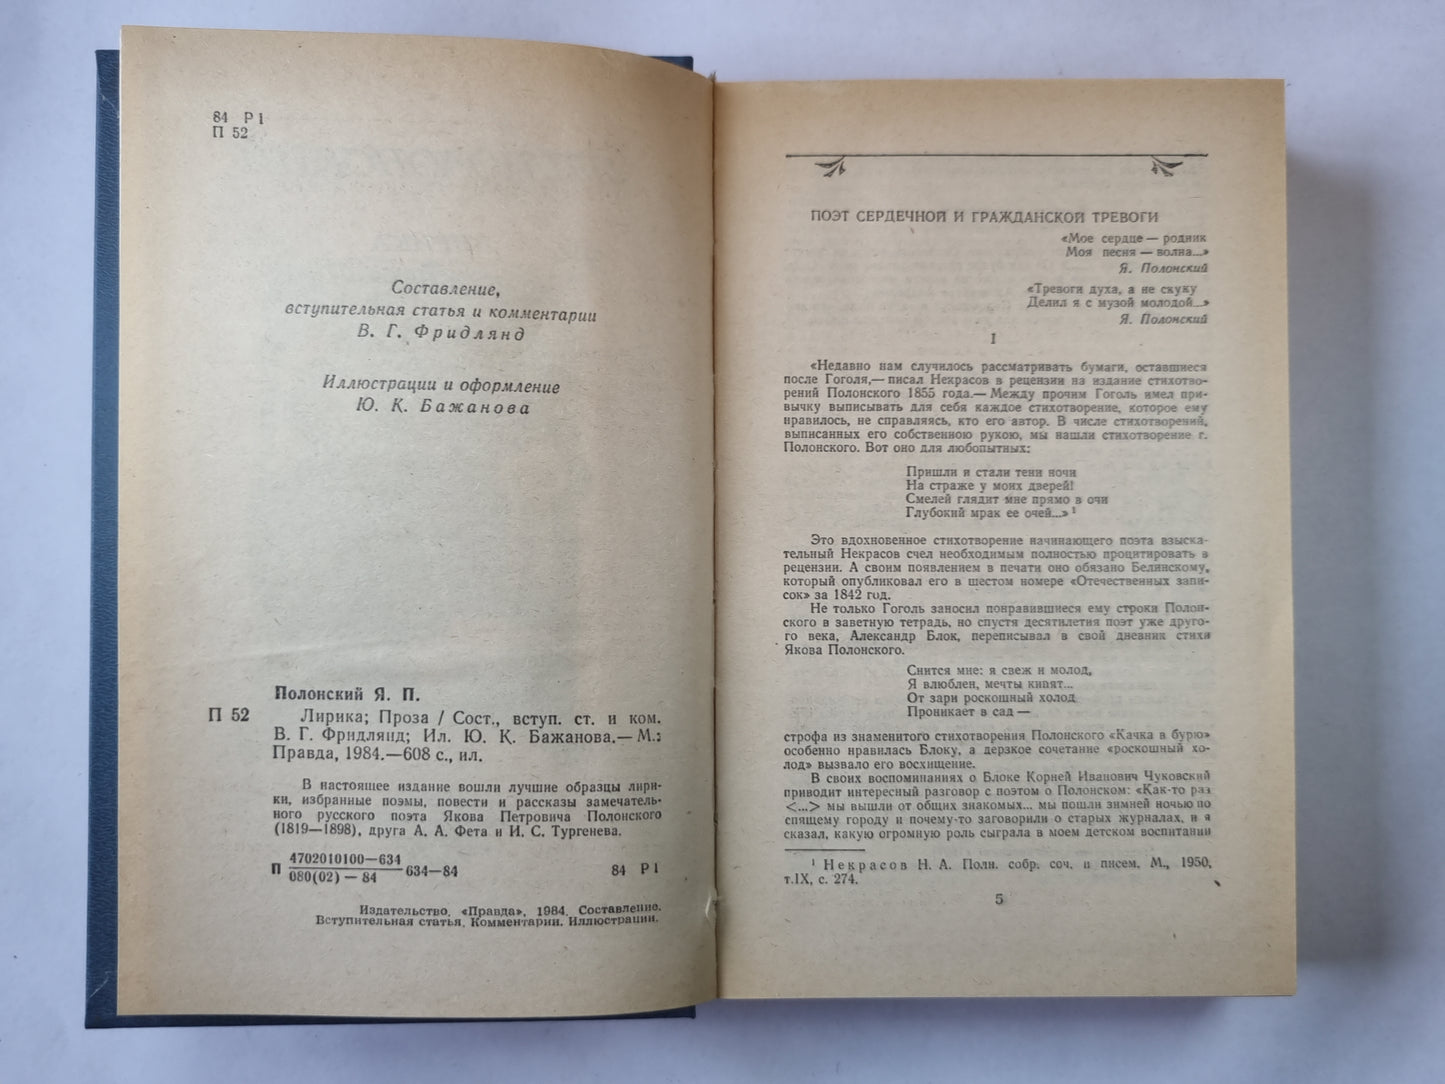 84 Р1
П 52
Составление,
вступительная статья и комментарии
В. Г. Фридлянд
Иллюстрации и оформление
Ю. К. Бажанова
Полонский Я. П.
П 52 Лирика; Проза / Сост., вступ. ст. и ком.
В. Г. Фридлянд; Ил. Ю. К. Бажанова.— М.:
Правда, 1984.—608 с., ил.
В настоящее издание вошли лучшие образцы лири-
ки, избранные поэмы, повести и рассказы замечатель-
ного русского поэта Якова Петровича Полонского
(1819—1898), друга А. А. Фета и И. С. Тургенева.
П 4702010100—634
080(02) — 84 634—84 84 Р1
Издательство, «Правда», 1984. Составление.
Вступительная статья. Комментарии. Иллюстрации.
ПОЭТ СЕРДЕЧНОЙ И ГРАЖДАНСКОЙ ТРЕВОГИ
«Мое сердце — родник
Моя песня — волна...»
Я. Полонский
«Тревоги духа, а не скуку
Делил я с музой молодой...»
Я. Полонский
I
«Недавно нам случилось рассматривать бумаги, оставшиеся
после Гоголя,— писал Некрасов в рецензии на издание стихотво-
рений Полонского 1855 года.— Между прочим Гоголь имел при-
вычку выписывать для себя каждое стихотворение, которое ему
нравилось, не справляясь, кто его автор. В числе стихотворений,
выписанных его собственною рукою, мы нашли стихотворение г.
Полонского. Вот оно для любопытных:
Пришли и стали тени ночи
На страже у моих дверей!
Смелей глядит мне прямо в очи
Глубокий мрак ее очей...»¹
Это вдохновенное стихотворение начинающего поэта взыска-
тельный Некрасов счел необходимым полностью процитировать в
рецензии. А своим появлением в печати оно обязано Белинскому,
который опубликовал его в шестом номере «Отечественных запи-
сок» за 1842 год.
Не только Гоголь заносил понравившиеся ему строки Полон-
ского в заветную тетрадь, но спустя десятилетия поэт уже друго-
го века, Александр Блок, переписывал в свой дневник стихи
Якова Полонского.
Снится мне: я свеж и молод,
Я влюблен, мечты кипят...
От зари роскошный холод
Проникает в сад —
строфа из знаменитого стихотворения Полонского «Качка в бурю»
особенно нравилась Блоку, а дерзкое сочетание «роскошный хо-
лод» вызвало его восхищение.
В своих воспоминаниях о Блоке Корней Иванович Чуковский
приводит интересный разговор с поэтом о Полонском: «Как-то раз
<...> мы вышли от общих знакомых... мы пошли зимней ночью по
спящему городу и почему-то заговорили о старых журналах, и я
сказал, какую огромную роль сыграла в моем детском воспитании
¹ Некрасов Н. А. Полн. собр. соч. и писем. М., 1950,
т.IX, с. 274.
5